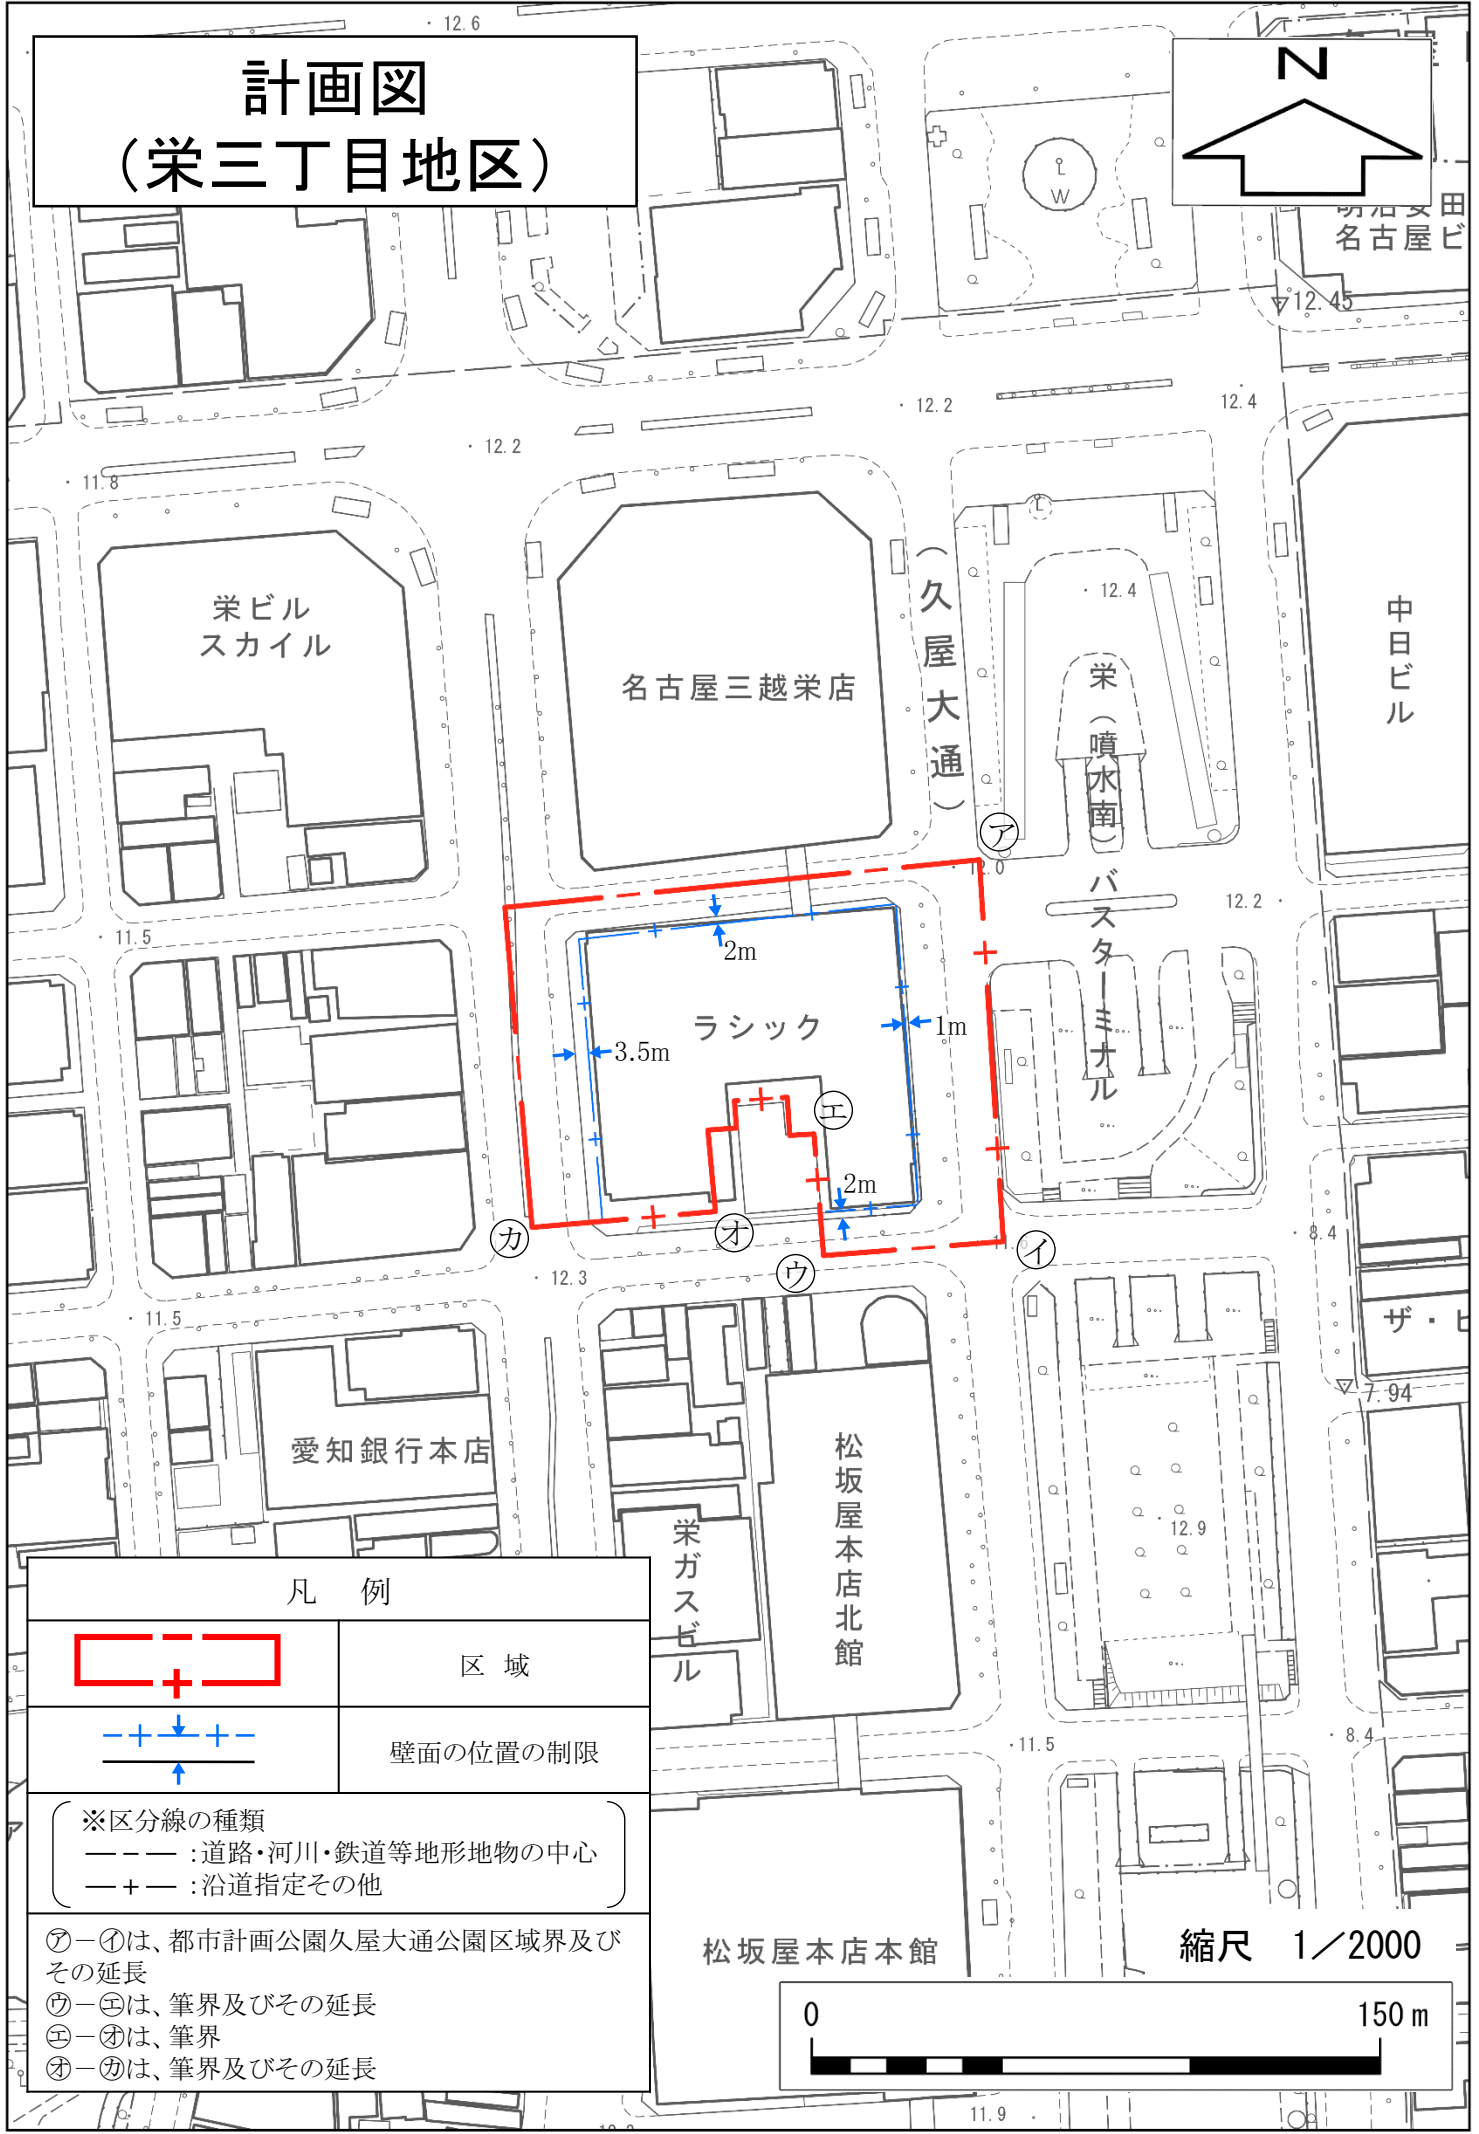 計画図
（栄三丁目地区）
N
12.6
L
W
明治安田
名古屋ビ
12.45
12.2
12.4
12.2
11.8
L
12.4
栄ビル
スカイル
名古屋三越栄店
（久屋大通）
栄（噴水南）バスターミナル
中日ビル
㋐
12.0
12.2
11.5
2m
ラシック
1m
3.5m
㋓
2m
㋕
㋔
㋒
㋑
8.4
12.3
11.5
ザ・ヒ
7.94
愛知銀行本店
松坂屋本店北館
栄ガスビル
12.9
11.5
8.4
松坂屋本店本館
11.9
凡　例
区　域
壁面の位置の制限
※区分線の種類
：道路・河川・鉄道等地形地物の中心
：沿道指定その他
㋐－㋑は、都市計画公園久屋大通公園区域界及び
その延長
㋒－㋓は、筆界及びその延長
㋓－㋔は、筆界
㋔－㋕は、筆界及びその延長
縮尺　1／2000
0
150 m